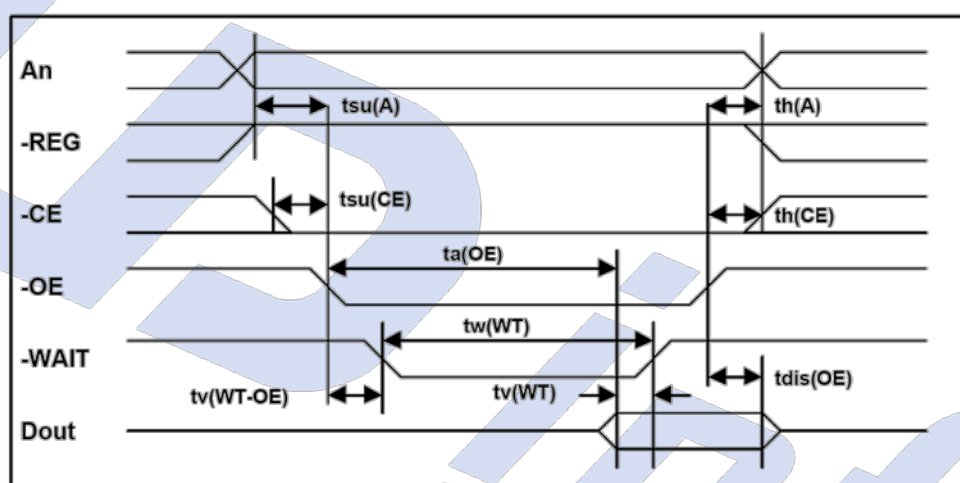 An
tsu(A)
th(A)
-REG
tsu(CE)
-CE
th(CE)
ta(OE)
-OE
tw(WT)
-WAIT
tdis(OE)
tv(WT-OE)
tv(WT)
Dout